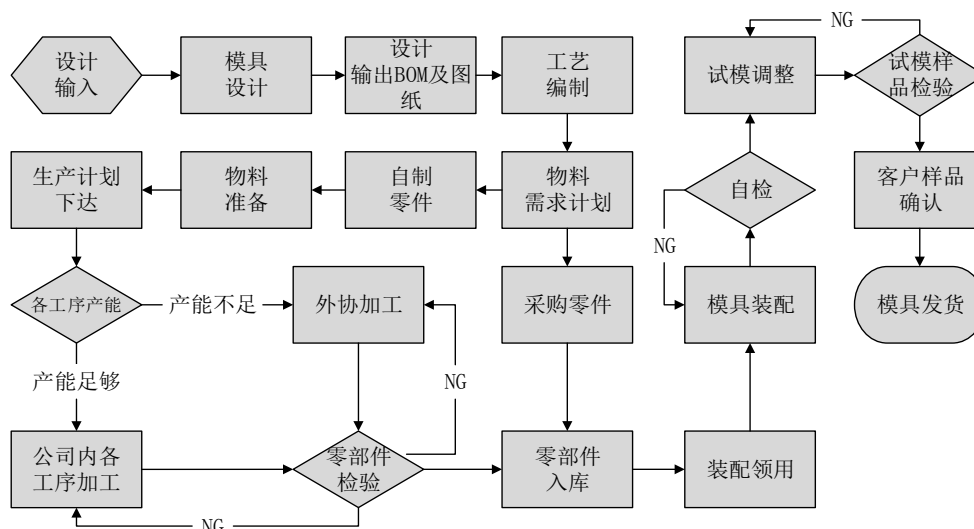 NG
设计
输入
模具
设计
设计
输出BOM及图
纸
工艺
编制
试模调整
试模样
品检验
生产计划
下达
物料
准备
自制
零件
物料
需求计划
自检
客户样品
确认
NG
各工序产能
产能不足
外协加工
采购零件
模具装配
模具发货
产能足够
NG
公司内各
工序加工
零部件
检验
零部件
入库
装配领用
NG